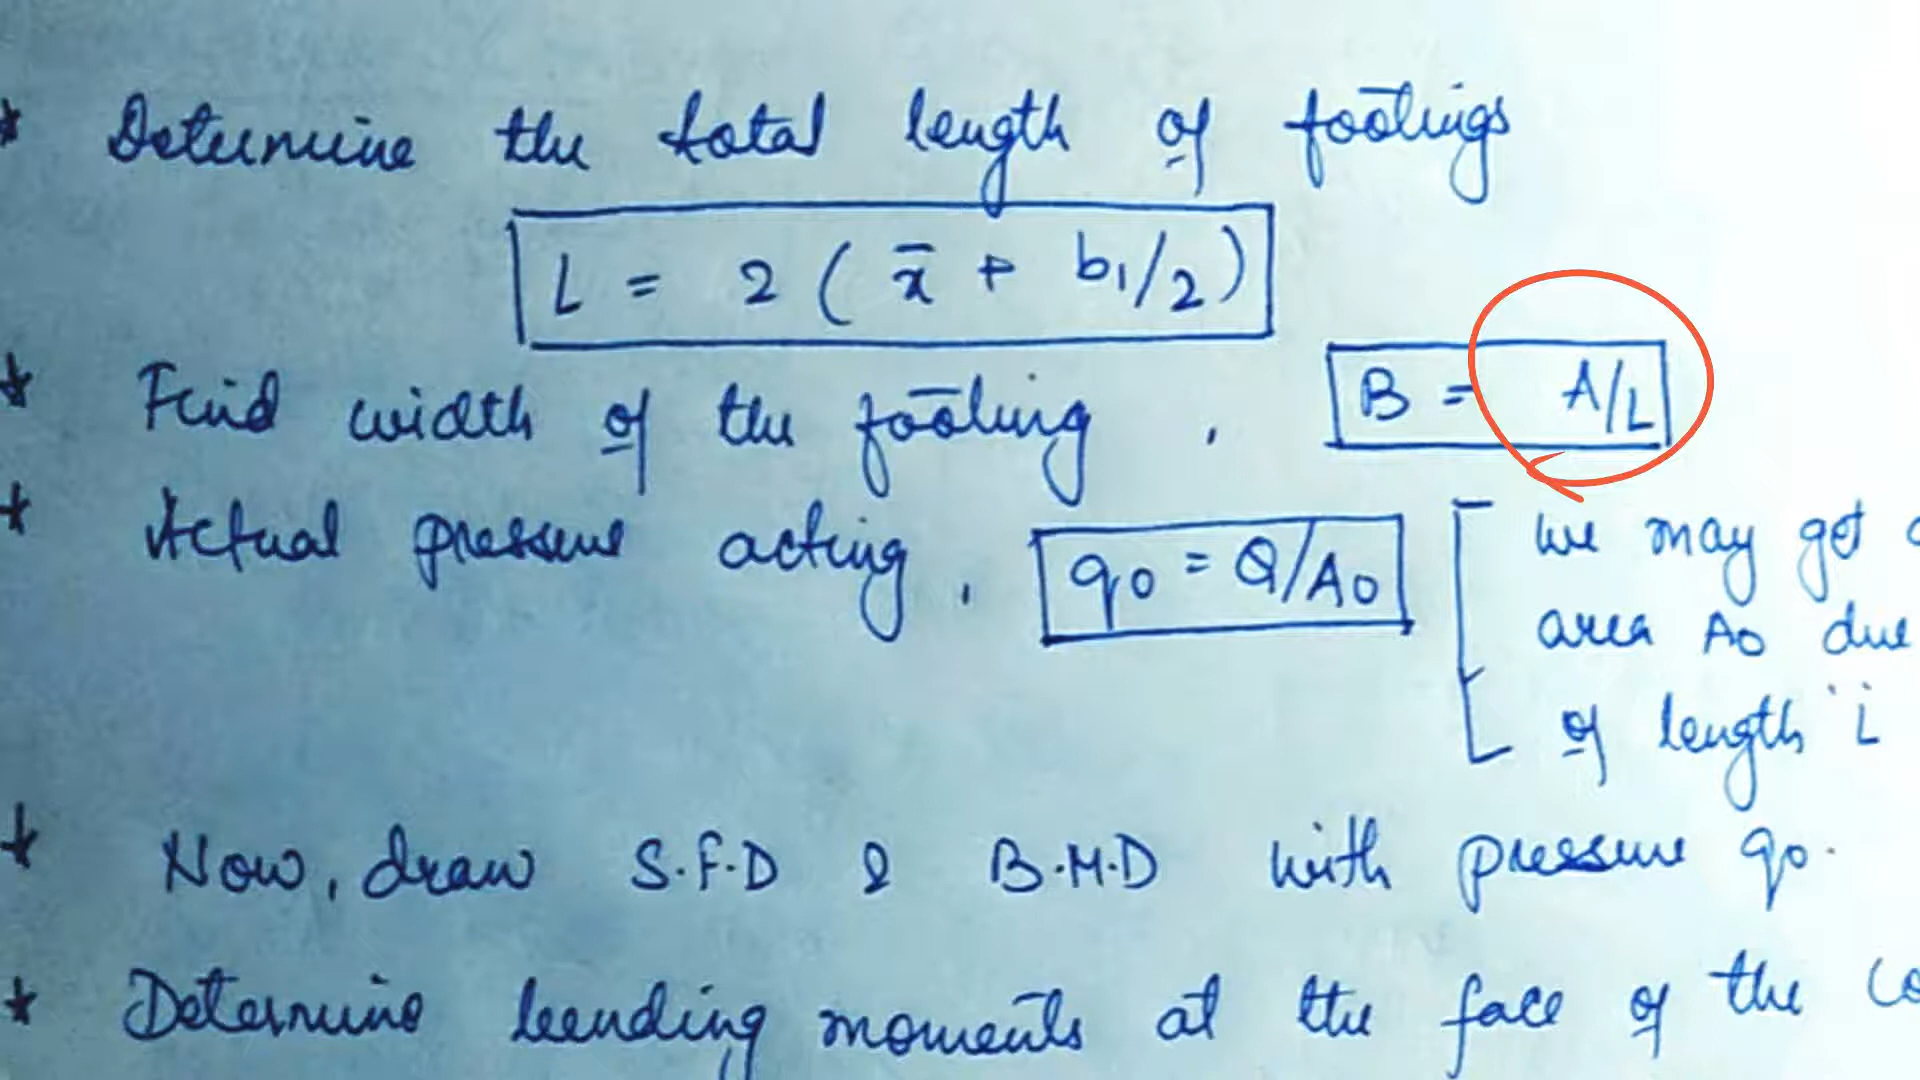 * Determine the total length of footings
L = 2 ( x̄ + b₁/2 )
* Find width of the footing , B = A/L
* Actual pressure acting , q₀ = Q/A₀ [ We may get
area A₀ due
of length "L
* Now, draw S.F.D & B.M.D with pressure q₀.
* Determine bending moments at the face of the